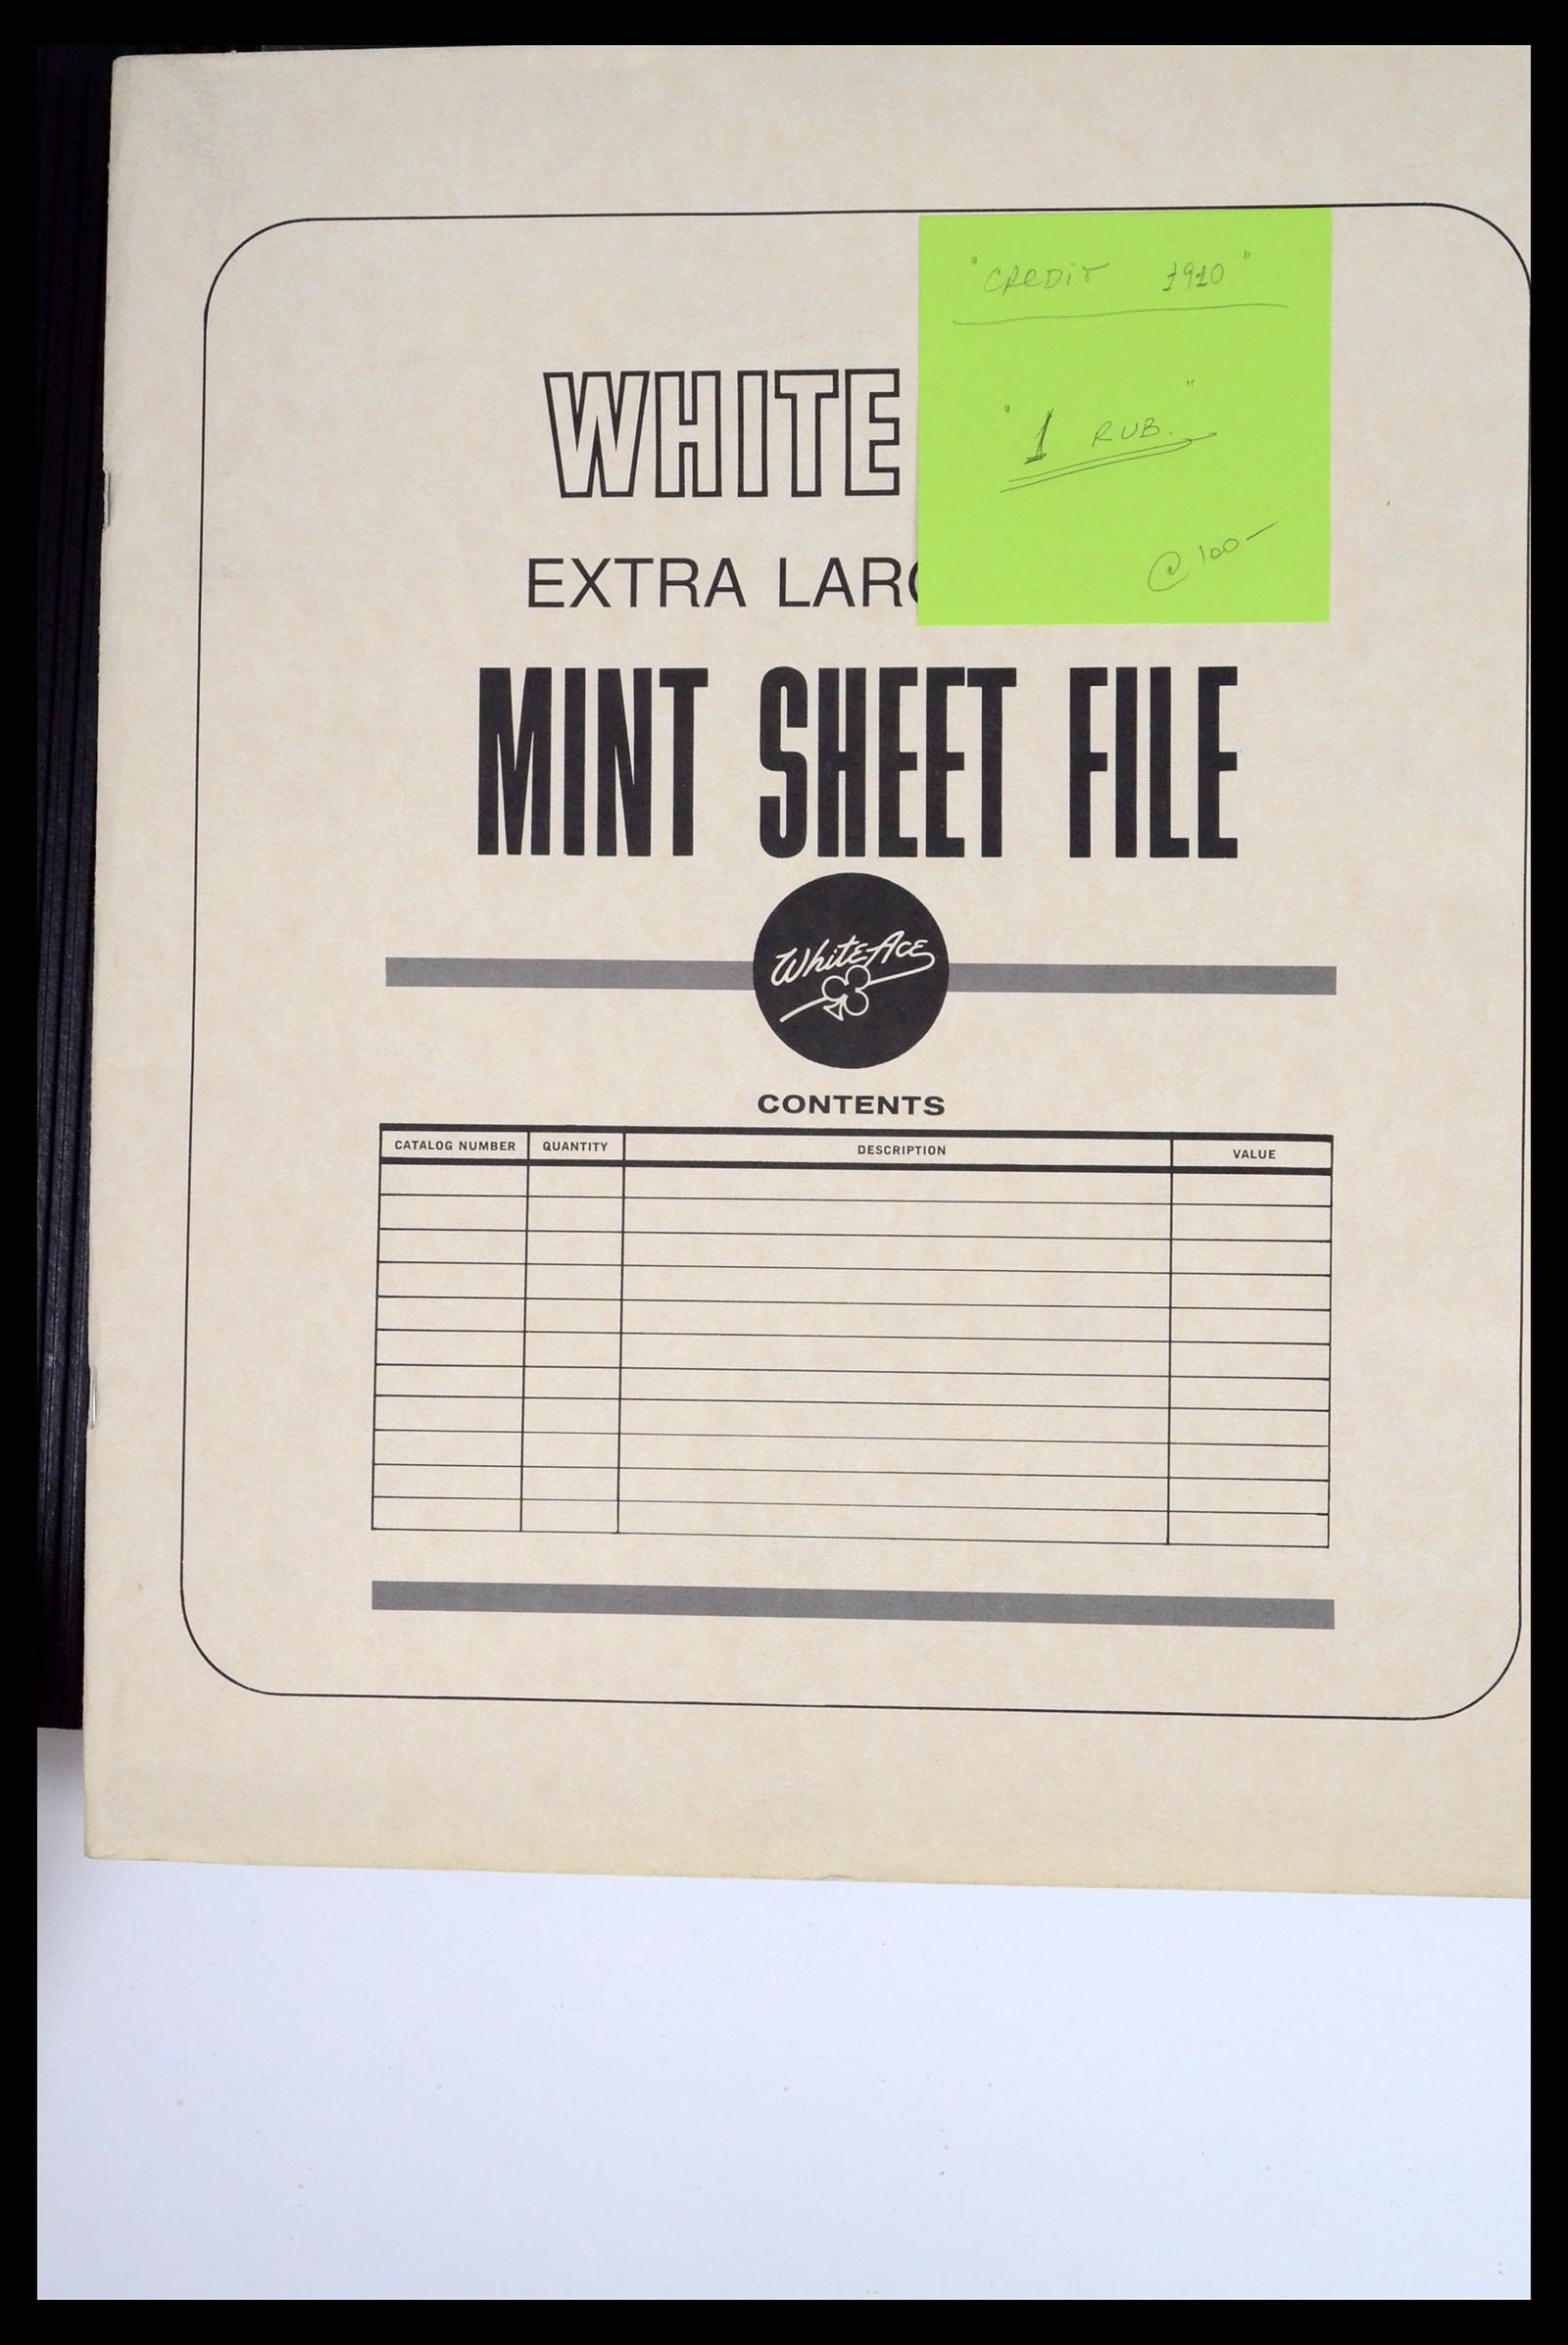 "CREDIT 1910"
"1 RUB."
@ 100-
WHITE
EXTRA LARG
MINT SHEET FILE
White Ace
CONTENTS
CATALOG NUMBER QUANTITY DESCRIPTION VALUE